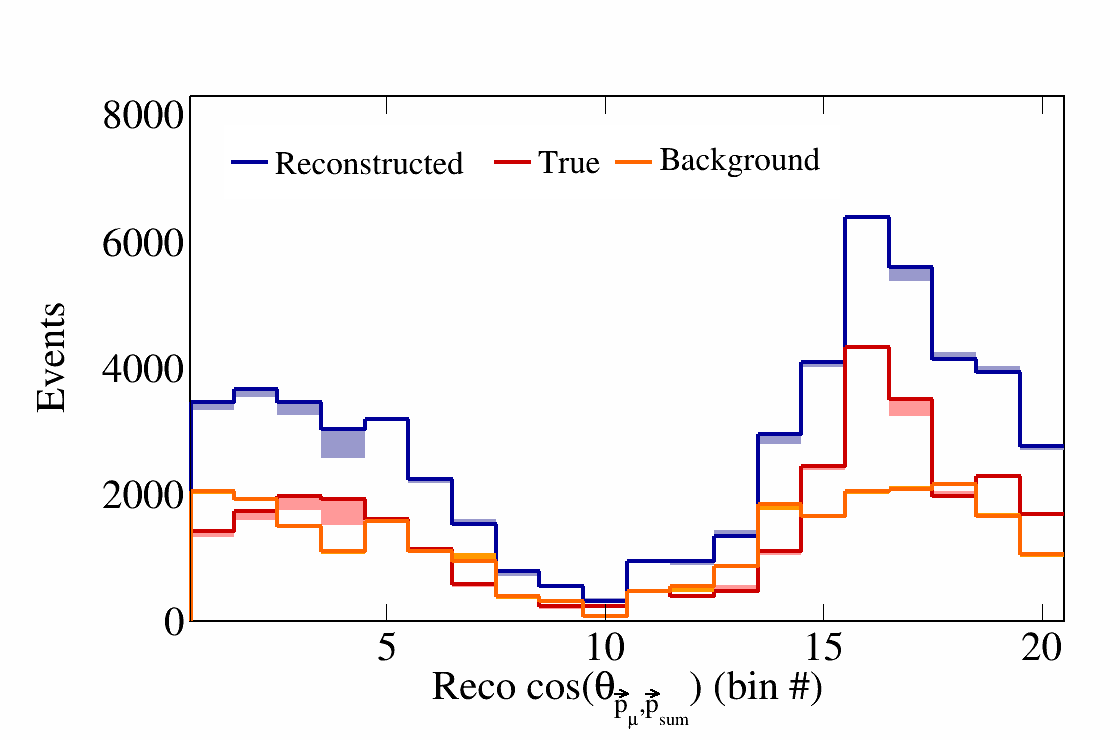 8000
Reconstructed True Background
6000
Events
4000
2000
0
5 10 15 20
Reco cos(θ p⃗μ,p⃗sum) (bin #)